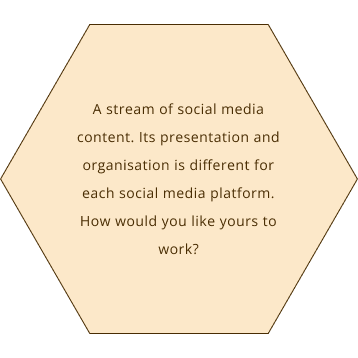 A stream of social media
content. Its presentation and
organisation is different for
each social media platform.
How would you like yours to
work?